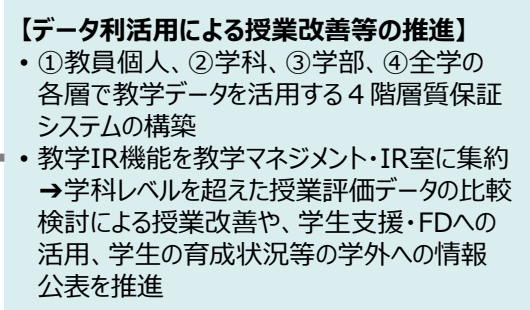 【データ利活用による授業改善等の推進】
• ①教員個人、②学科、③学部、④全学の
各層で教学データを活用する４階層質保証
システムの構築
• 教学IR機能を教学マネジメント・IR室に集約
➔学科レベルを超えた授業評価データの比較
検討による授業改善や、学生支援・FDへの
活用、学生の育成状況等の学外への情報
公表を推進